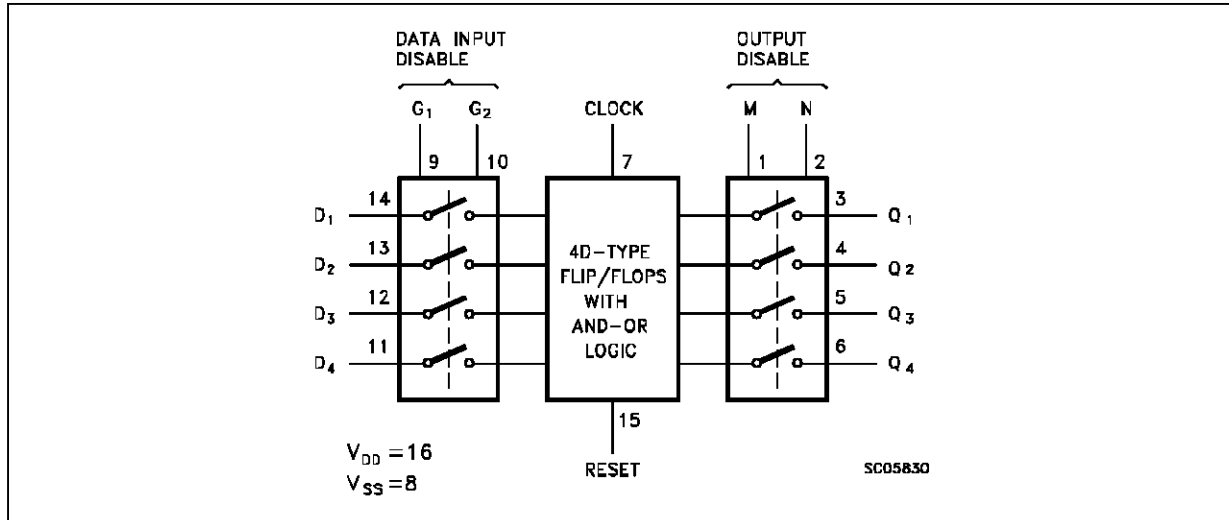 DATA INPUT
DISABLE
OUTPUT
DISABLE
G1 G2 CLOCK M N
9 10 7 1 2
D1 14 3 Q1
D2 13 4 Q2
D3 12 5 Q3
D4 11 6 Q4
4D-TYPE
FLIP/FLOPS
WITH
AND-OR
LOGIC
15
VDD =16
VSS =8
RESET
SC05830